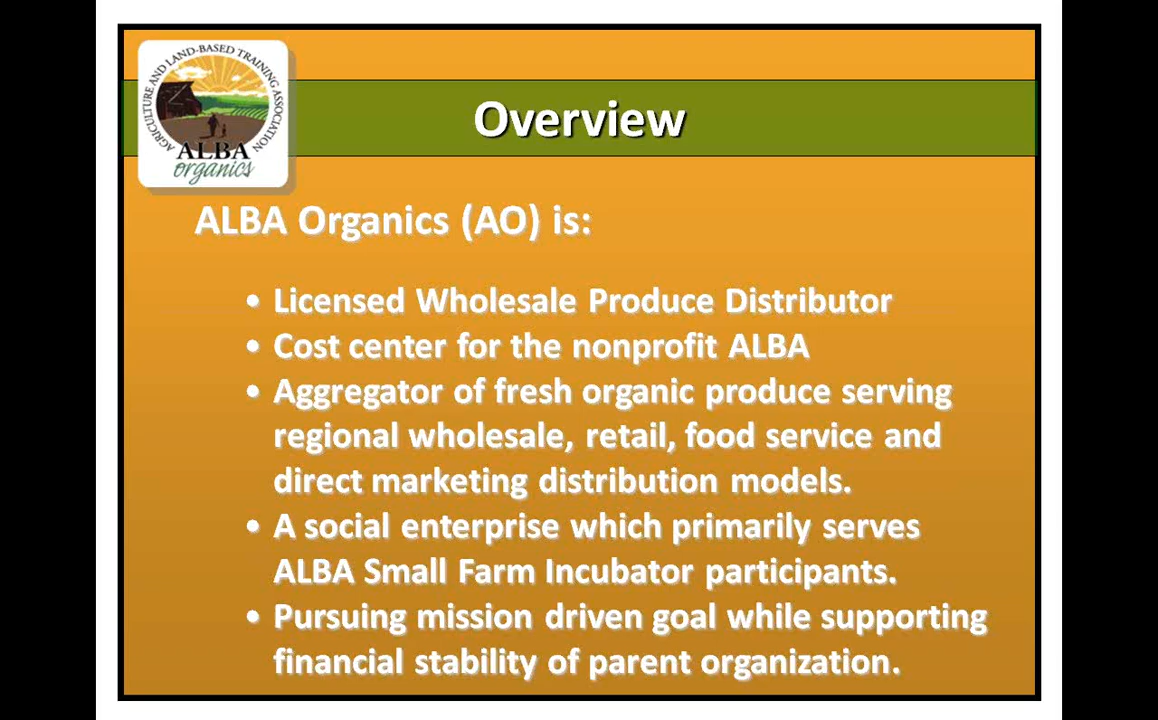 AGRICULTURE AND LAND-BASED TRAINING ASSOCIATION
ALBA
organics
Overview
ALBA Organics (AO) is:
• Licensed Wholesale Produce Distributor
• Cost center for the nonprofit ALBA
• Aggregator of fresh organic produce serving
regional wholesale, retail, food service and
direct marketing distribution models.
• A social enterprise which primarily serves
ALBA Small Farm Incubator participants.
• Pursuing mission driven goal while supporting
financial stability of parent organization.